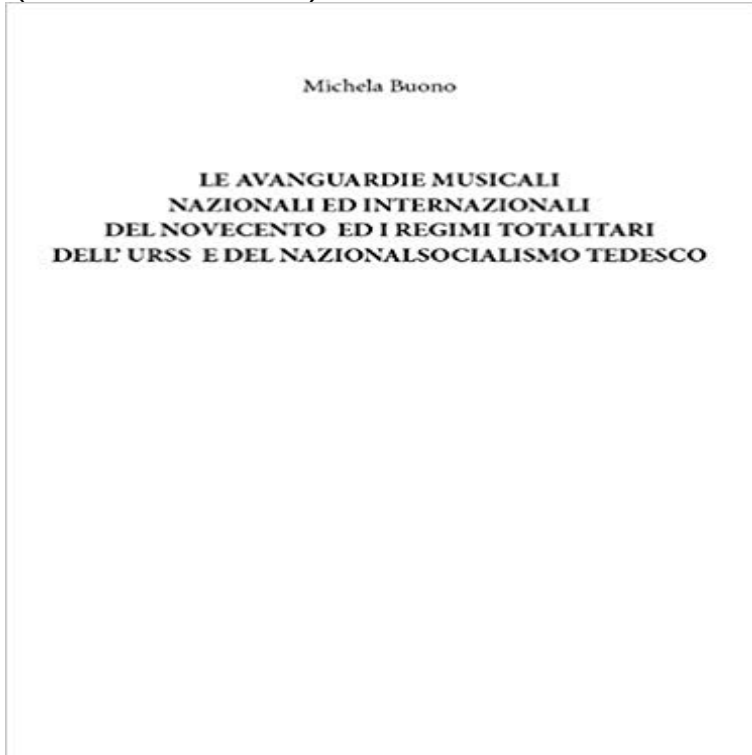 Michela Buono
LE AVANGUARDIE MUSICALI
NAZIONALI ED INTERNAZIONALI
DEL NOVECENTO ED I REGIMI TOTALITARI
DELL' URSS E DEL NAZIONALSOCIALISMO TEDESCO